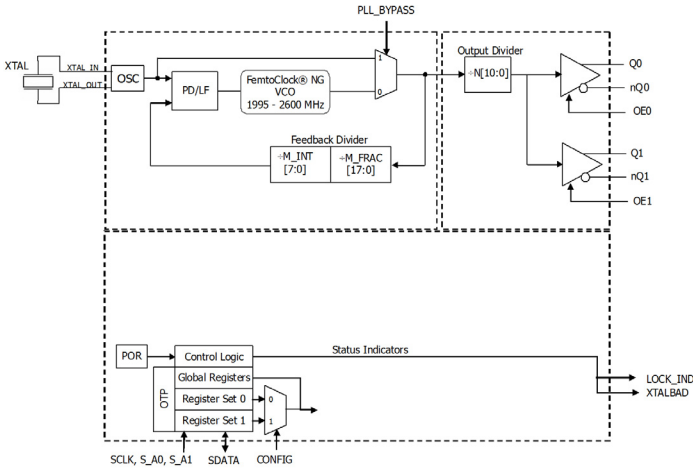 PLL_BYPASS
XTAL
XTAL_IN
XTAL_OUT
OSC
PD/LF
FemtoClock® NG
VCO
1995 - 2600 MHz
1
0
Output Divider
÷N[10:0]
Q0
nQ0
OE0
Q1
nQ1
OE1
Feedback Divider
÷M_INT
[7:0]
÷M_FRAC
[17:0]
POR
Control Logic
Status Indicators
OTP
Global Registers
Register Set 0
Register Set 1
0
1
LOCK_IND
XTALBAD
SCLK, S_A0, S_A1
SDATA
CONFIG